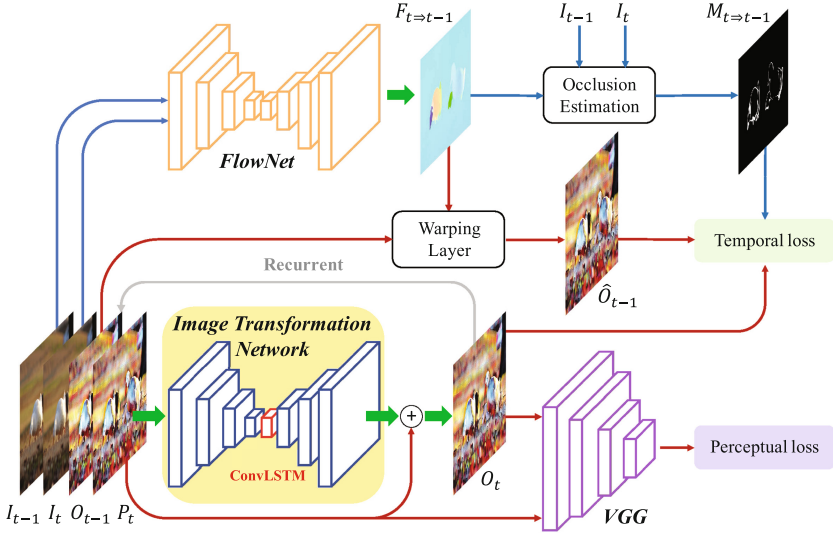 F_{t⇒t−1}
I_{t−1}
I_t
M_{t⇒t−1}
Occlusion
Estimation
FlowNet
Warping
Layer
Temporal loss
Recurrent
Ô_{t−1}
Image Transformation
Network
ConvLSTM
+
O_t
Perceptual loss
VGG
I_{t−1} I_t O_{t−1} P_t